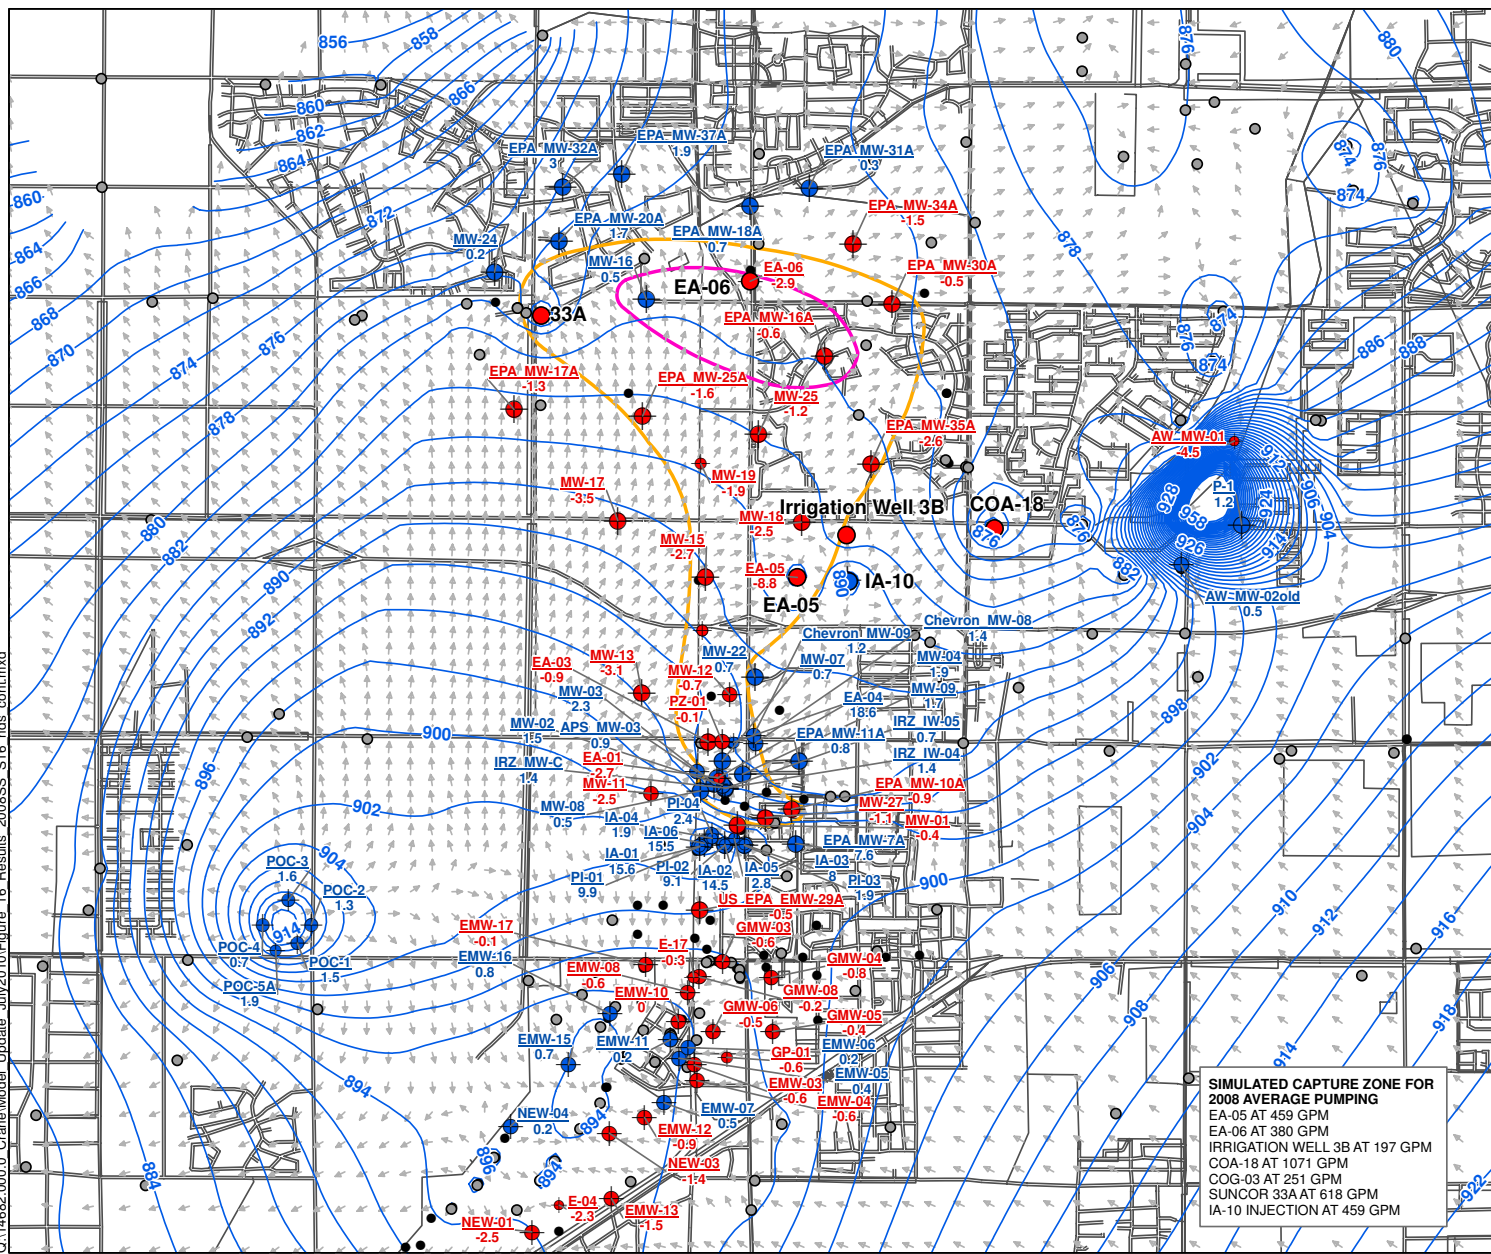 856
858
876
880
866
860
862
864
EPA MW-37A
1.9
EPA MW-32A
3
EPA MW-31A
0.3
874
876
874
860
872
EPA MW-34A
-1.5
EPA MW-20A
1.7
EPA MW-18A
0.7
878
864
MW-24
0.2
MW-16
0.5
EA-06
-2.9
EPA MW-30A
-0.5
866
EA-06
868
33A
EPA MW-16A
-0.6
874
876
870
874
876
886
888
874
EPA MW-17A
-1.3
EPA MW-25A
-1.6
MW-25
-1.2
878
EPA MW-35A
-2.6
AW-MW-01
-4.5
912
MW-19
-1.9
MW-17
-3.5
P-1
1.2
928
924
906
904
Irrigation Well 3B
COA-18
MW-18
-2.5
958
880
876
876
926
914
882
MW-15
-2.7
EA-05
-8.8
890
860
IA-10
882
EA-05
AW-MW-02old
0.5
892
Chevron MW-09
1.2
Chevron MW-08
1.4
EA-03
-0.9
MW-13
-3.1
MW-22
0.7
MW-07
0.7
MW-04
1.9
MW-12
-0.7
MW-03
2.3
PZ-01
-0.1
EA-04
18.6
MW-09
1.7
898
MW-02
1.5
APS MW-03
0.9
IRZ IW-05
0.7
900
EPA MW-11A
0.8
IRZ MW-C
1.4
EA-01
-2.7
IRZ IW-04
1.4
896
902
MW-11
-2.5
EPA MW-10A
-0.9
902
MW-08
0.5
PI-04
2.4
MW-27
-1.1
IA-04
1.9
MW-01
-0.4
904
IA-06
15.5
EPA MW-7A
7.6
904
POC-3
1.6
IA-01
15.6
PI-02
9.1
IA-02
14.5
IA-05
2.8
IA-03
8
PI-01
9.9
PI-03
1.9
900
POC-2
1.3
US EPA EMW-29A
-0.5
910
912
916
914
EMW-17
-0.1
GMW-03
-0.6
POC-4
0.7
POC-1
1.5
EMW-16
0.8
E-17
-0.3
GMW-04
-0.8
EMW-08
-0.6
906
POC-5A
1.9
EMW-10
0
GMW-08
-0.2
GMW-06
-0.5
GMW-05
-0.4
908
918
EMW-15
0.7
EMW-11
0.2
EMW-06
0.2
GP-01
-0.6
914
894
EMW-05
0.4
EMW-03
-0.6
EMW-04
-0.6
NEW-04
0.2
894
EMW-07
0.5
EMW-12
-0.9
896
NEW-03
-1.4
884
894
922
E-04
-2.3
EMW-13
-1.5
NEW-01
-2.5
SIMULATED CAPTURE ZONE FOR
2008 AVERAGE PUMPING
EA-05 AT 459 GPM
EA-06 AT 380 GPM
IRRIGATION WELL 3B AT 197 GPM
COA-18 AT 1071 GPM
COG-03 AT 251 GPM
SUNCOR 33A AT 618 GPM
IA-10 INJECTION AT 459 GPM